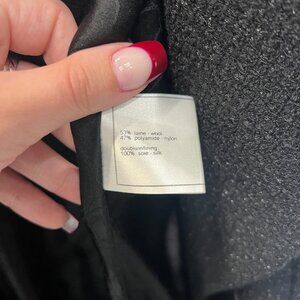 53% laine - wool
47% polyamide - nylon
doublure/lining
100% soie - silk